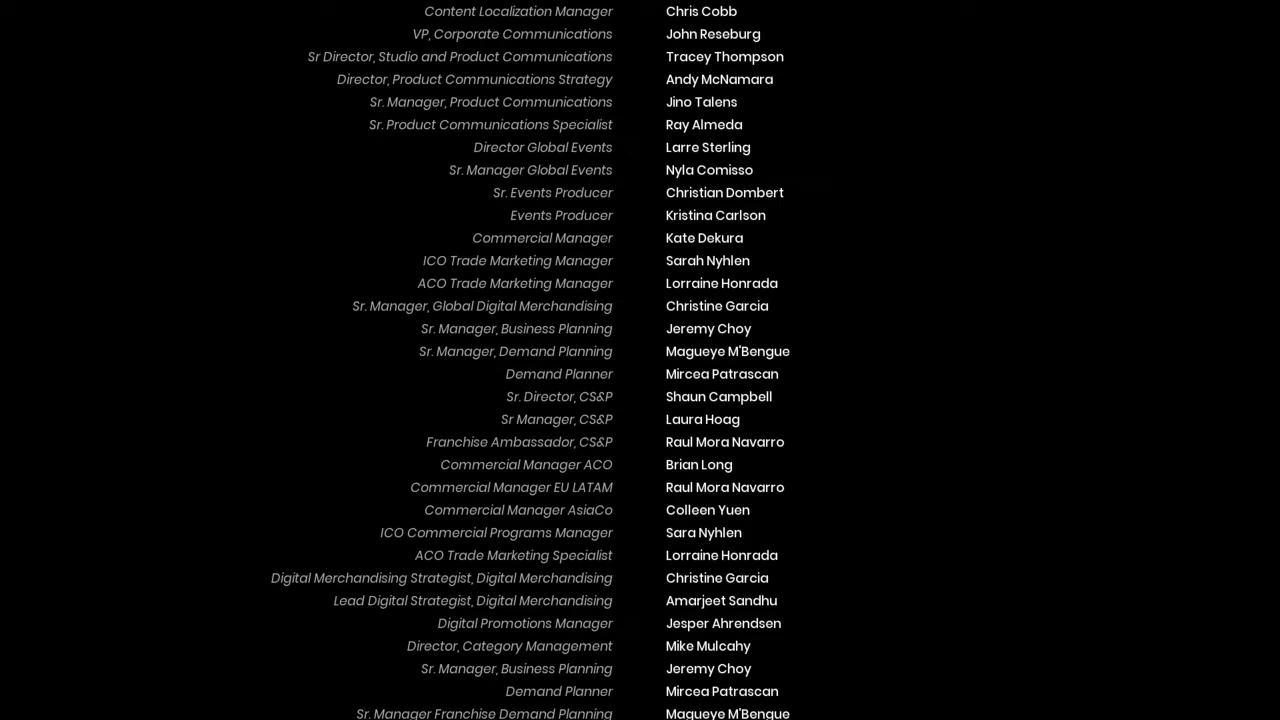 Content Localization Manager Chris Cobb
VP, Corporate Communications John Reseburg
Sr Director, Studio and Product Communications Tracey Thompson
Director, Product Communications Strategy Andy McNamara
Sr. Manager, Product Communications Jino Talens
Sr. Product Communications Specialist Ray Almeda
Director Global Events Larre Sterling
Sr. Manager Global Events Nyla Comisso
Sr. Events Producer Christian Dombert
Events Producer Kristina Carlson
Commercial Manager Kate Dekura
ICO Trade Marketing Manager Sarah Nyhlen
ACO Trade Marketing Manager Lorraine Honrada
Sr. Manager, Global Digital Merchandising Christine Garcia
Sr. Manager, Business Planning Jeremy Choy
Sr. Manager, Demand Planning Magueye M'Bengue
Demand Planner Mircea Patrascan
Sr. Director, CS&P Shaun Campbell
Sr Manager, CS&P Laura Hoag
Franchise Ambassador, CS&P Raul Mora Navarro
Commercial Manager ACO Brian Long
Commercial Manager EU LATAM Raul Mora Navarro
Commercial Manager AsiaCo Colleen Yuen
ICO Commercial Programs Manager Sara Nyhlen
ACO Trade Marketing Specialist Lorraine Honrada
Digital Merchandising Strategist, Digital Merchandising Christine Garcia
Lead Digital Strategist, Digital Merchandising Amarjeet Sandhu
Digital Promotions Manager Jesper Ahrendsen
Director, Category Management Mike Mulcahy
Sr. Manager, Business Planning Jeremy Choy
Demand Planner Mircea Patrascan
Sr. Manager Franchise Demand Planning Magueye M'Bengue